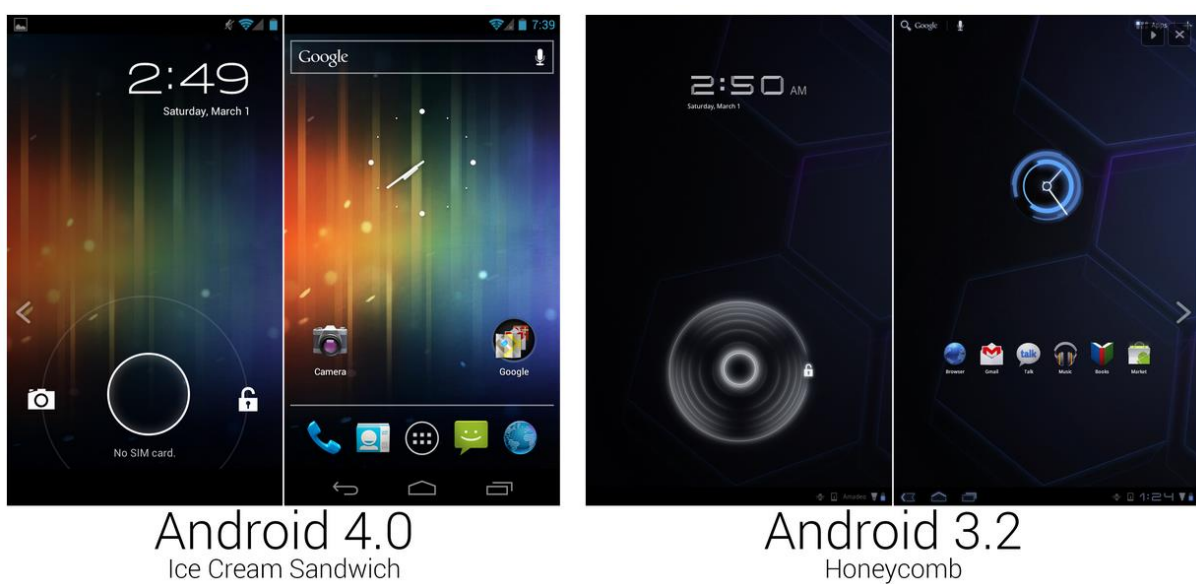 2:49
Saturday, March 1
No SIM card.
7:39
Google
Camera
Google
Android 4.0
Ice Cream Sandwich
2:50 AM
Saturday, March 1
Google
Apps
talk
Browser Gmail Talk Music Books Market
1:24
Android 3.2
Honeycomb